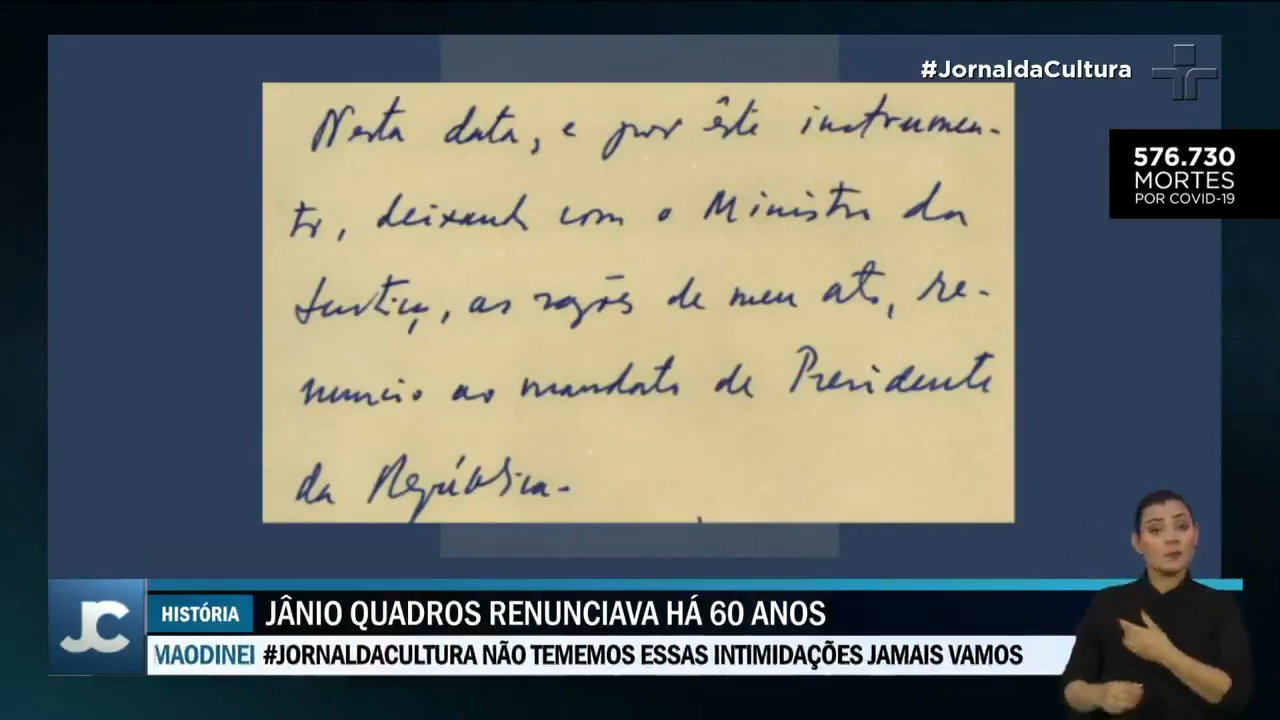 #JornaldaCultura
576.730
MORTES
POR COVID-19
Nesta data, e por êste instrumen-
to, deixando com o Ministro da
Justiça, as razões de meu ato, re-
nuncio ao mandato de Presidente
da República.
JC
HISTÓRIA JÂNIO QUADROS RENUNCIAVA HÁ 60 ANOS
MAODINEI #JORNALDACULTURA NÃO TEMEMOS ESSAS INTIMIDAÇÕES JAMAIS VAMOS